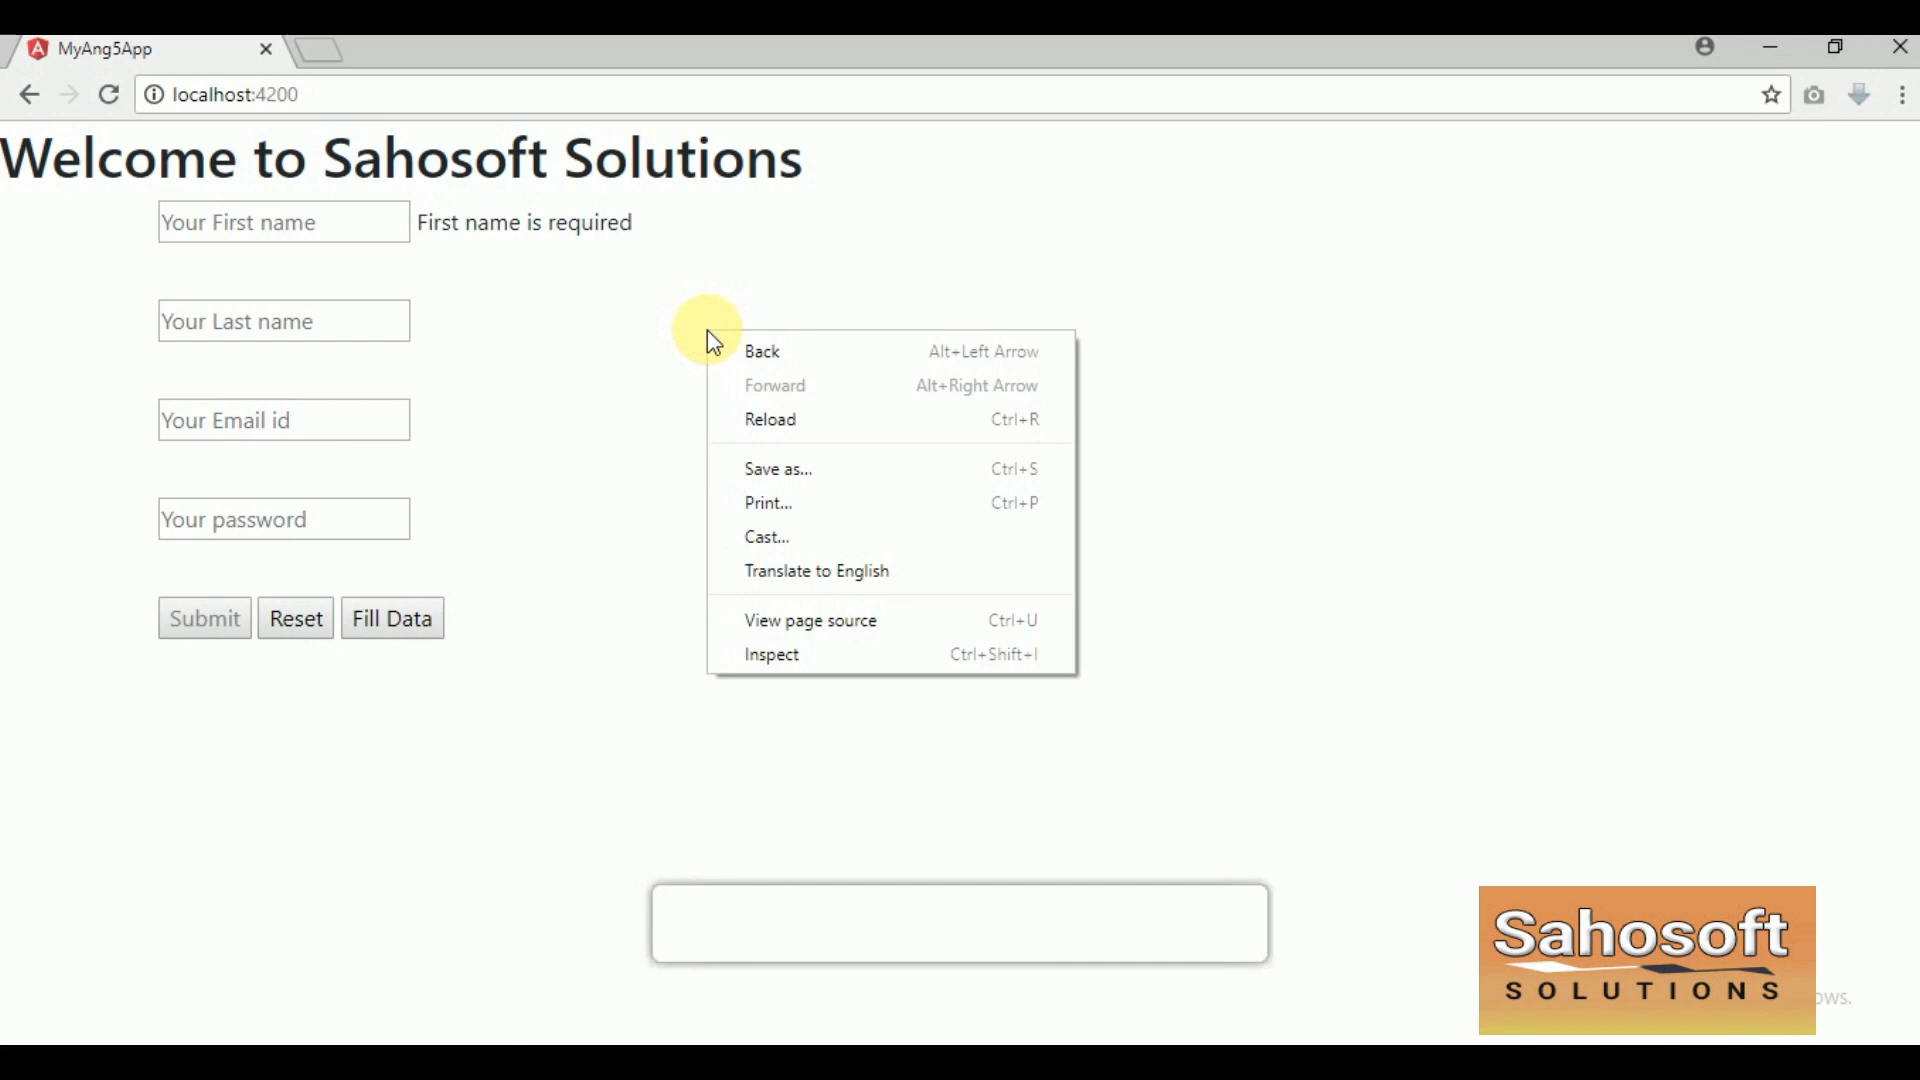 MyAng5App
localhost:4200
Welcome to Sahosoft Solutions
Your First name First name is required
Your Last name
Your Email id
Your password
Submit Reset Fill Data
Back Alt+Left Arrow
Forward Alt+Right Arrow
Reload Ctrl+R
Save as... Ctrl+S
Print... Ctrl+P
Cast...
Translate to English
View page source Ctrl+U
Inspect Ctrl+Shift+I
Sahosoft
SOLUTIONS